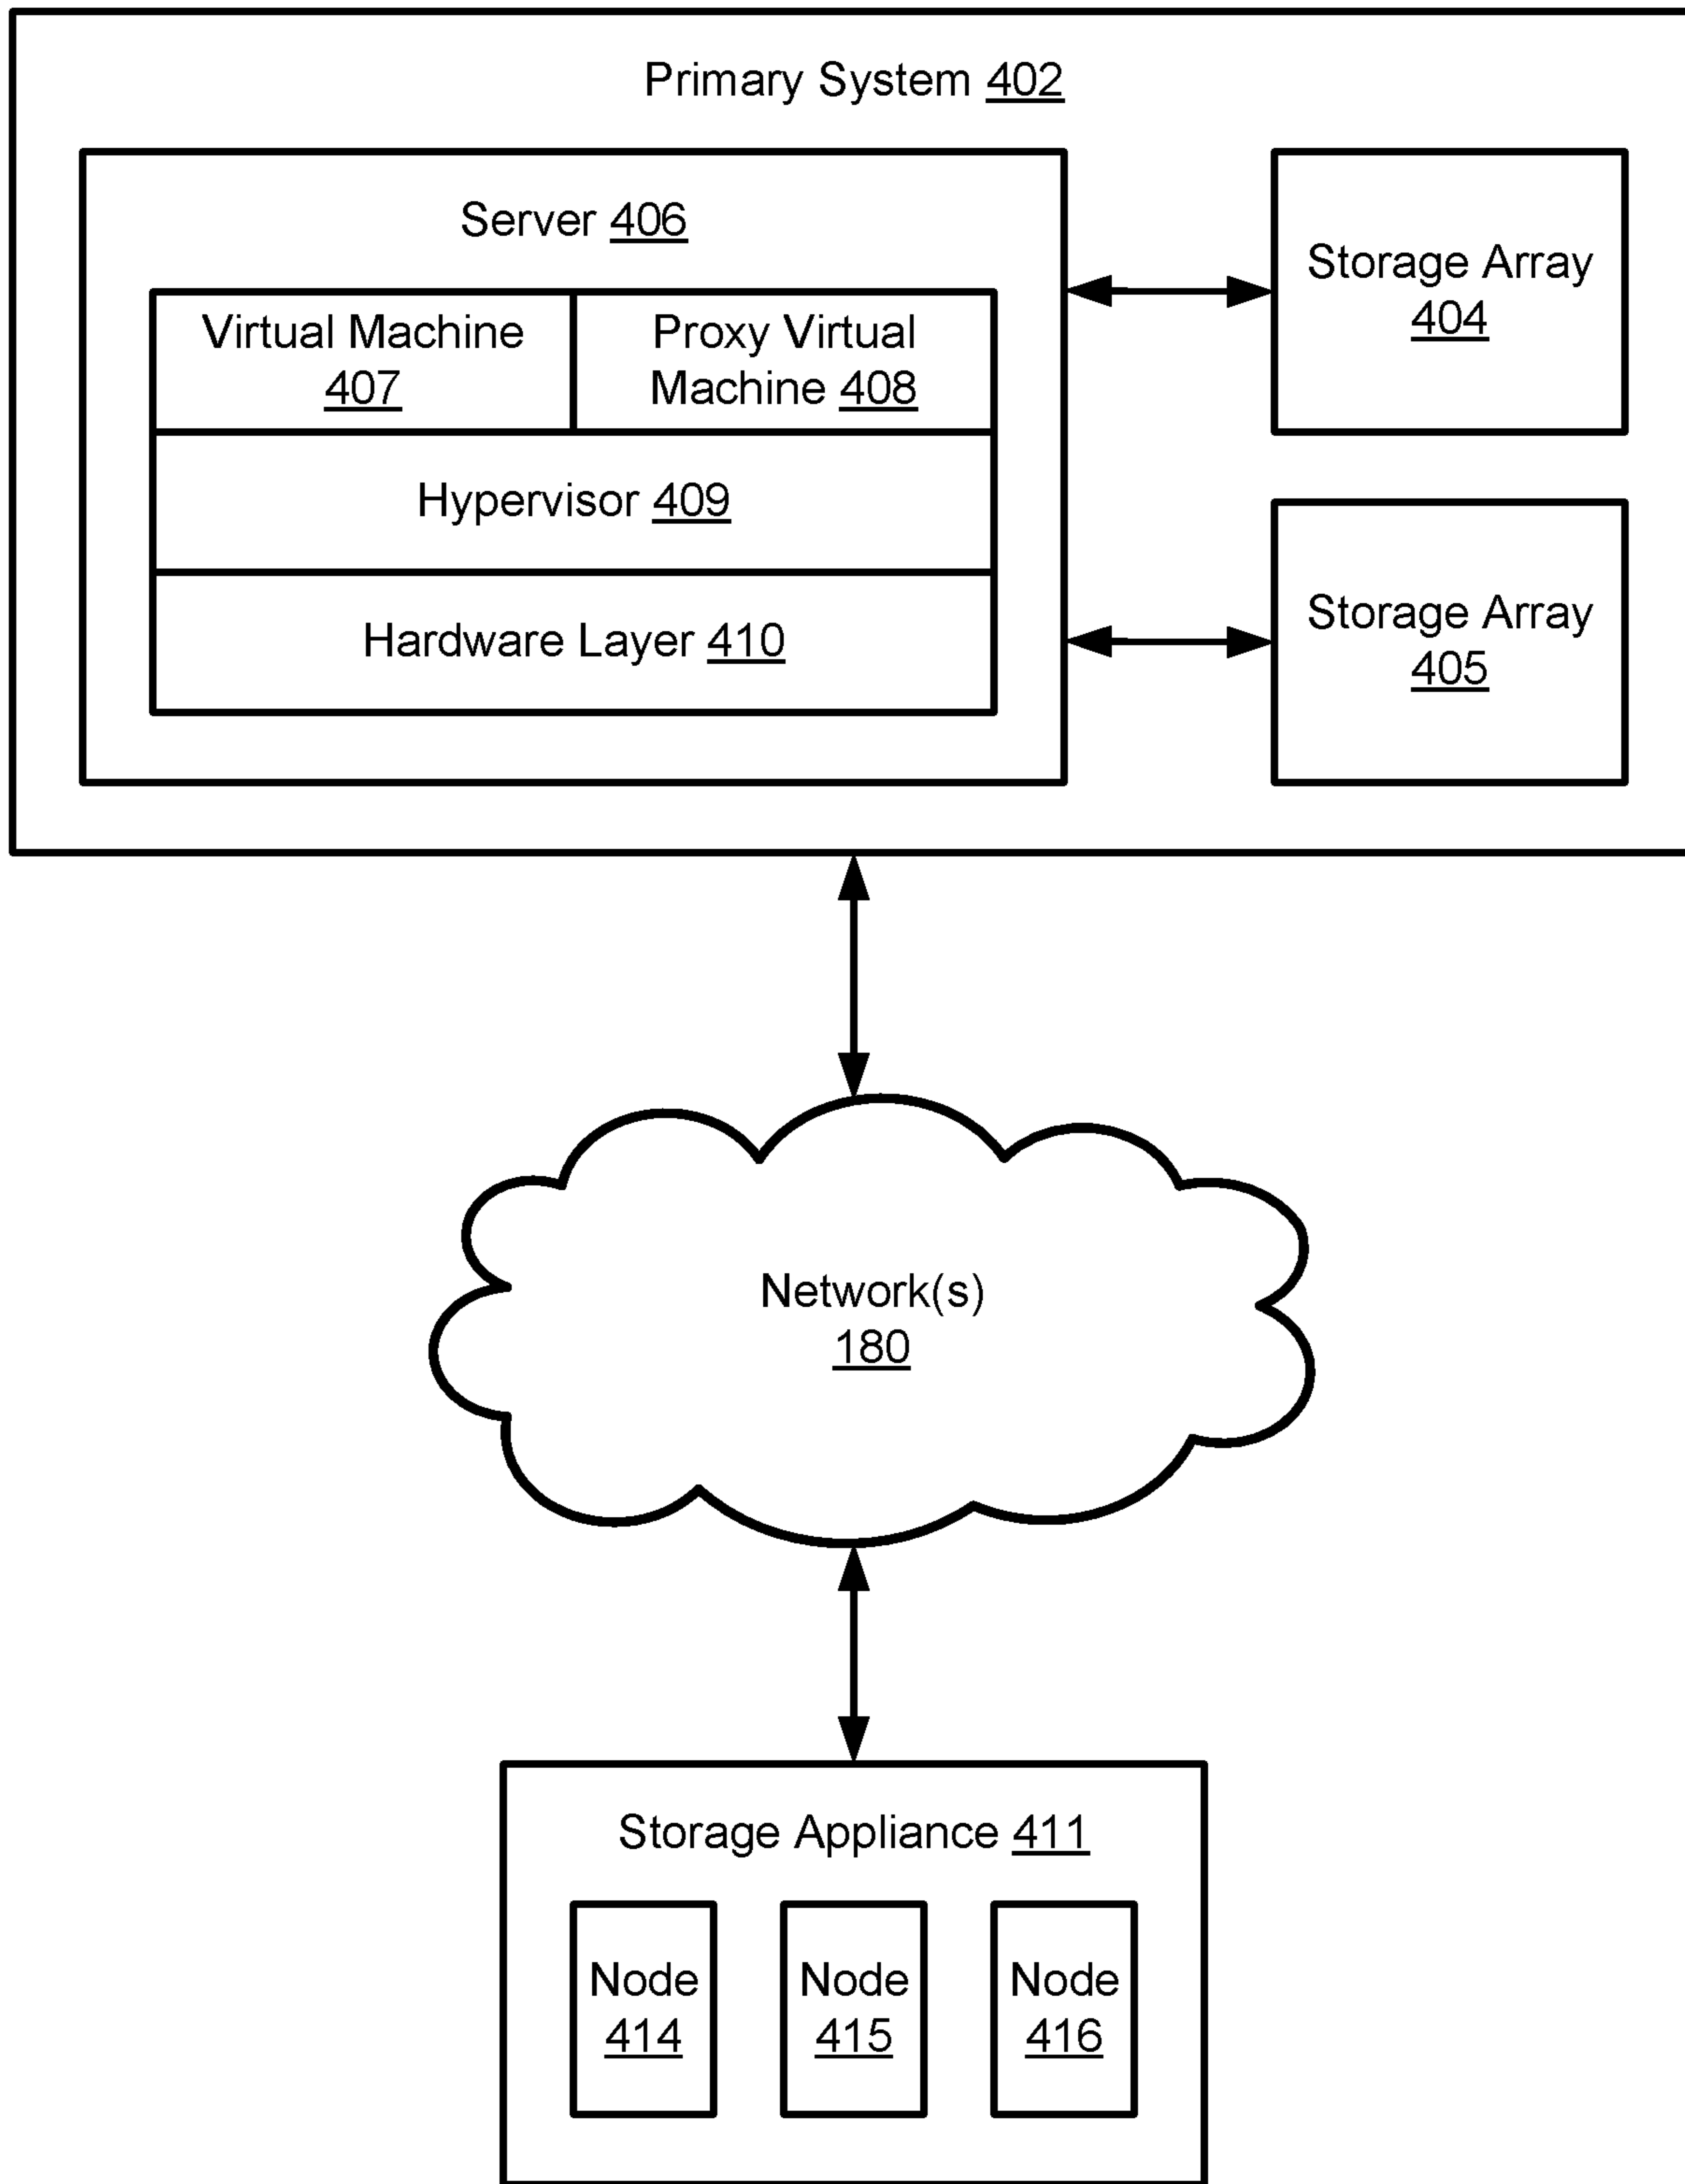 Primary System 402
Server 406
Virtual Machine
407
Proxy Virtual
Machine 408
Hypervisor 409
Hardware Layer 410
Storage Array
404
Storage Array
405
Network(s)
180
Storage Appliance 411
Node
414
Node
415
Node
416